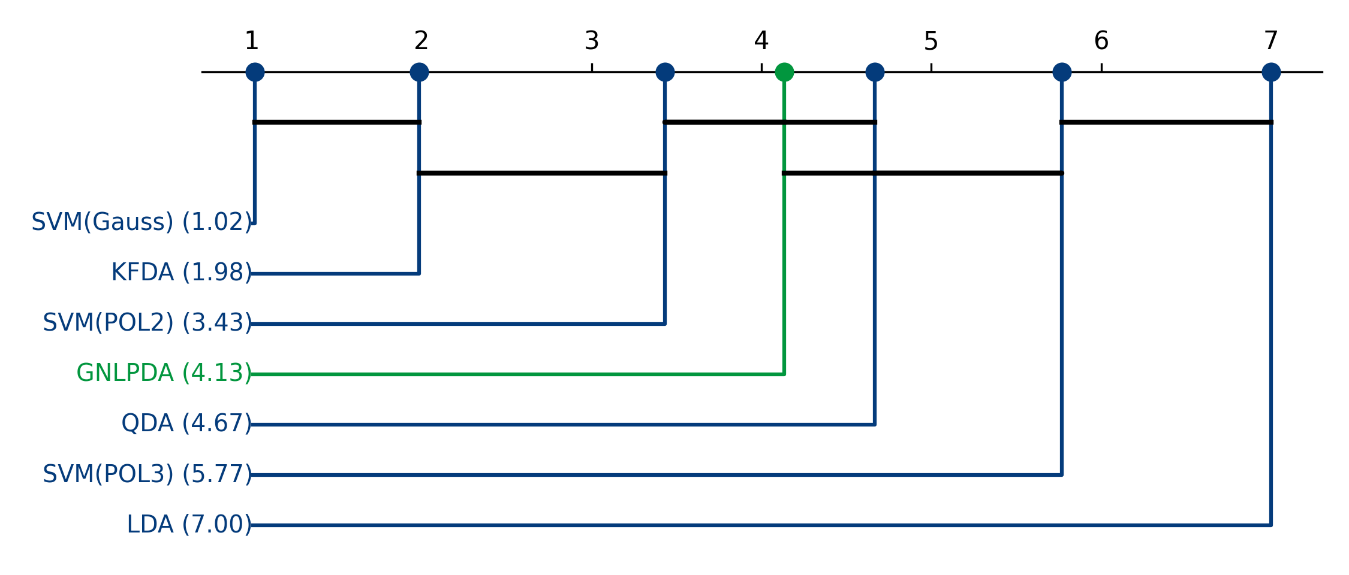 1 2 3 4 5 6 7
SVM(Gauss) (1.02)
KFDA (1.98)
SVM(POL2) (3.43)
GNLPDA (4.13)
QDA (4.67)
SVM(POL3) (5.77)
LDA (7.00)